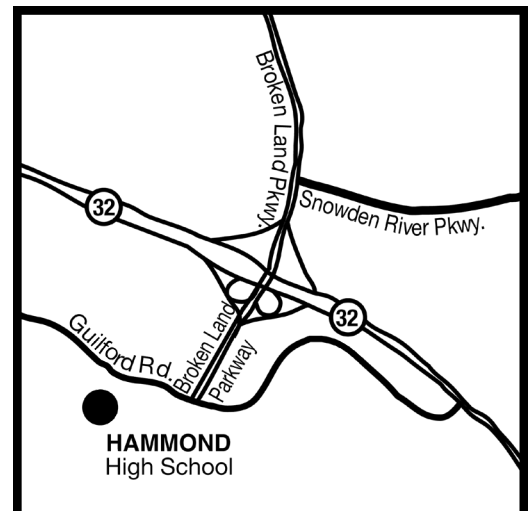 Broken Land Pkwy.
Snowden River Pkwy.
32
32
Guilford Rd.
Broken Land
Parkway
HAMMOND
High School